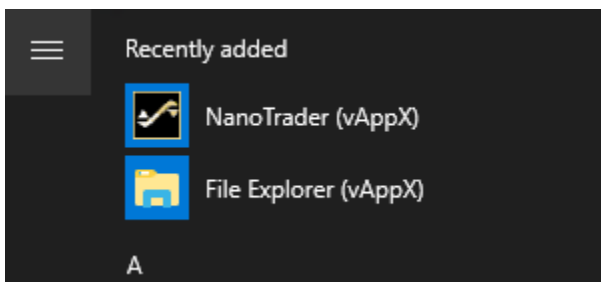 Recently added
NanoTrader (vAppX)
File Explorer (vAppX)
A